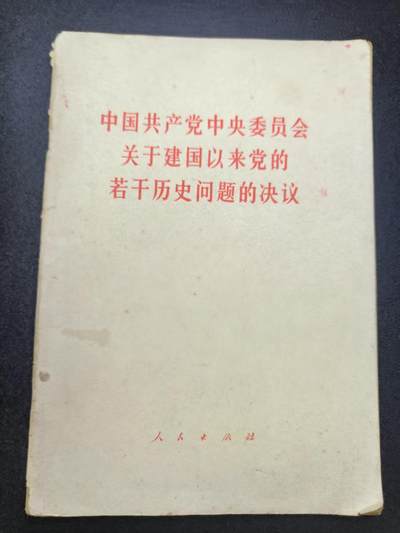 中国共产党中央委员会
关于建国以来党的
若干历史问题的决议
人民出版社